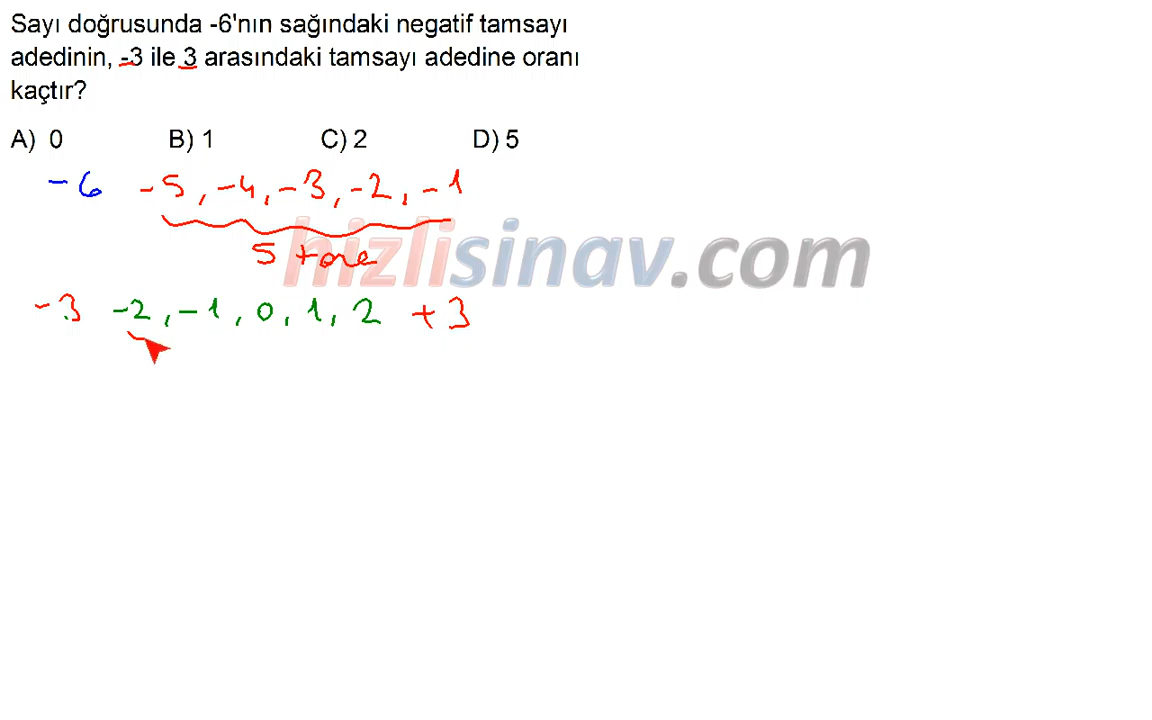 Sayı doğrusunda -6'nın sağındaki negatif tamsayı
adedinin, -3 ile 3 arasındaki tamsayı adedine oranı
kaçtır?
A) 0 B) 1 C) 2 D) 5
-6 -5, -4, -3, -2, -1
5 tane
hizlisinav.com
-3 -2, -1, 0, 1, 2 +3